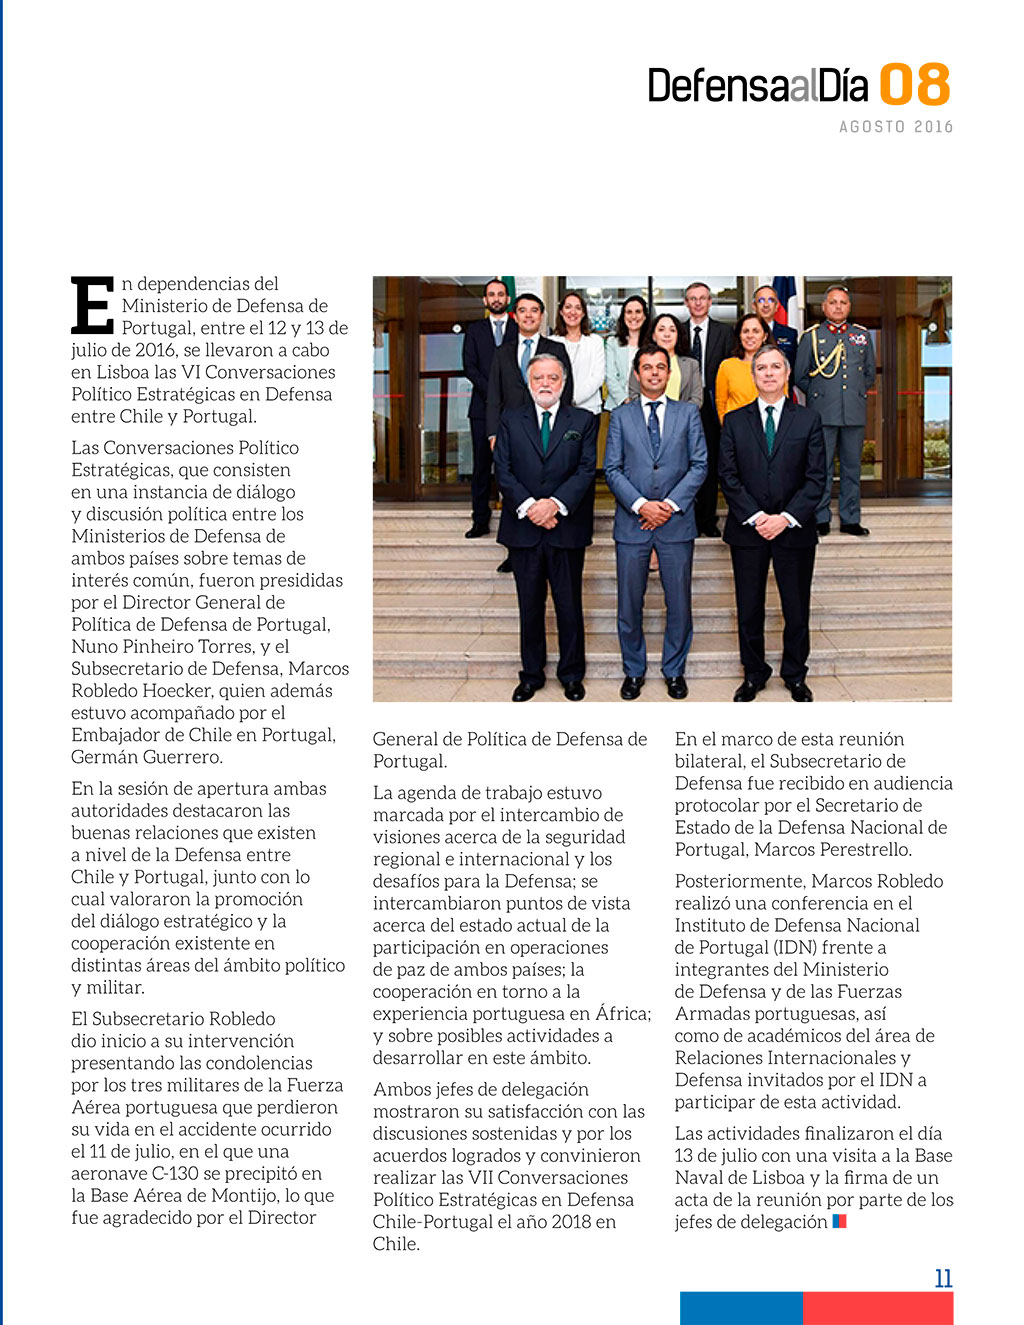 DefensaalDía 08
AGOSTO 2016
En dependencias del
Ministerio de Defensa de
Portugal, entre el 12 y 13 de
julio de 2016, se llevaron a cabo
en Lisboa las VI Conversaciones
Político Estratégicas en Defensa
entre Chile y Portugal.
Las Conversaciones Político
Estratégicas, que consisten
en una instancia de diálogo
y discusión política entre los
Ministerios de Defensa de
ambos países sobre temas de
interés común, fueron presididas
por el Director General de
Política de Defensa de Portugal,
Nuno Pinheiro Torres, y el
Subsecretario de Defensa, Marcos
Robledo Hoecker, quien además
estuvo acompañado por el
Embajador de Chile en Portugal,
Germán Guerrero.
En la sesión de apertura ambas
autoridades destacaron las
buenas relaciones que existen
a nivel de la Defensa entre
Chile y Portugal, junto con lo
cual valoraron la promoción
del diálogo estratégico y la
cooperación existente en
distintas áreas del ámbito político
y militar.
El Subsecretario Robledo
dio inicio a su intervención
presentando las condolencias
por los tres militares de la Fuerza
Aérea portuguesa que perdieron
su vida en el accidente ocurrido
el 11 de julio, en el que una
aeronave C-130 se precipitó en
la Base Aérea de Montijo, lo que
fue agradecido por el Director
General de Política de Defensa de
Portugal.
La agenda de trabajo estuvo
marcada por el intercambio de
visiones acerca de la seguridad
regional e internacional y los
desafíos para la Defensa; se
intercambiaron puntos de vista
acerca del estado actual de la
participación en operaciones
de paz de ambos países; la
cooperación en torno a la
experiencia portuguesa en África;
y sobre posibles actividades a
desarrollar en este ámbito.
Ambos jefes de delegación
mostraron su satisfacción con las
discusiones sostenidas y por los
acuerdos logrados y convinieron
realizar las VII Conversaciones
Político Estratégicas en Defensa
Chile-Portugal el año 2018 en
Chile.
En el marco de esta reunión
bilateral, el Subsecretario de
Defensa fue recibido en audiencia
protocolar por el Secretario de
Estado de la Defensa Nacional de
Portugal, Marcos Perestrello.
Posteriormente, Marcos Robledo
realizó una conferencia en el
Instituto de Defensa Nacional
de Portugal (IDN) frente a
integrantes del Ministerio
de Defensa y de las Fuerzas
Armadas portuguesas, así
como de académicos del área de
Relaciones Internacionales y
Defensa invitados por el IDN a
participar de esta actividad.
Las actividades finalizaron el día
13 de julio con una visita a la Base
Naval de Lisboa y la firma de un
acta de la reunión por parte de los
jefes de delegación
11